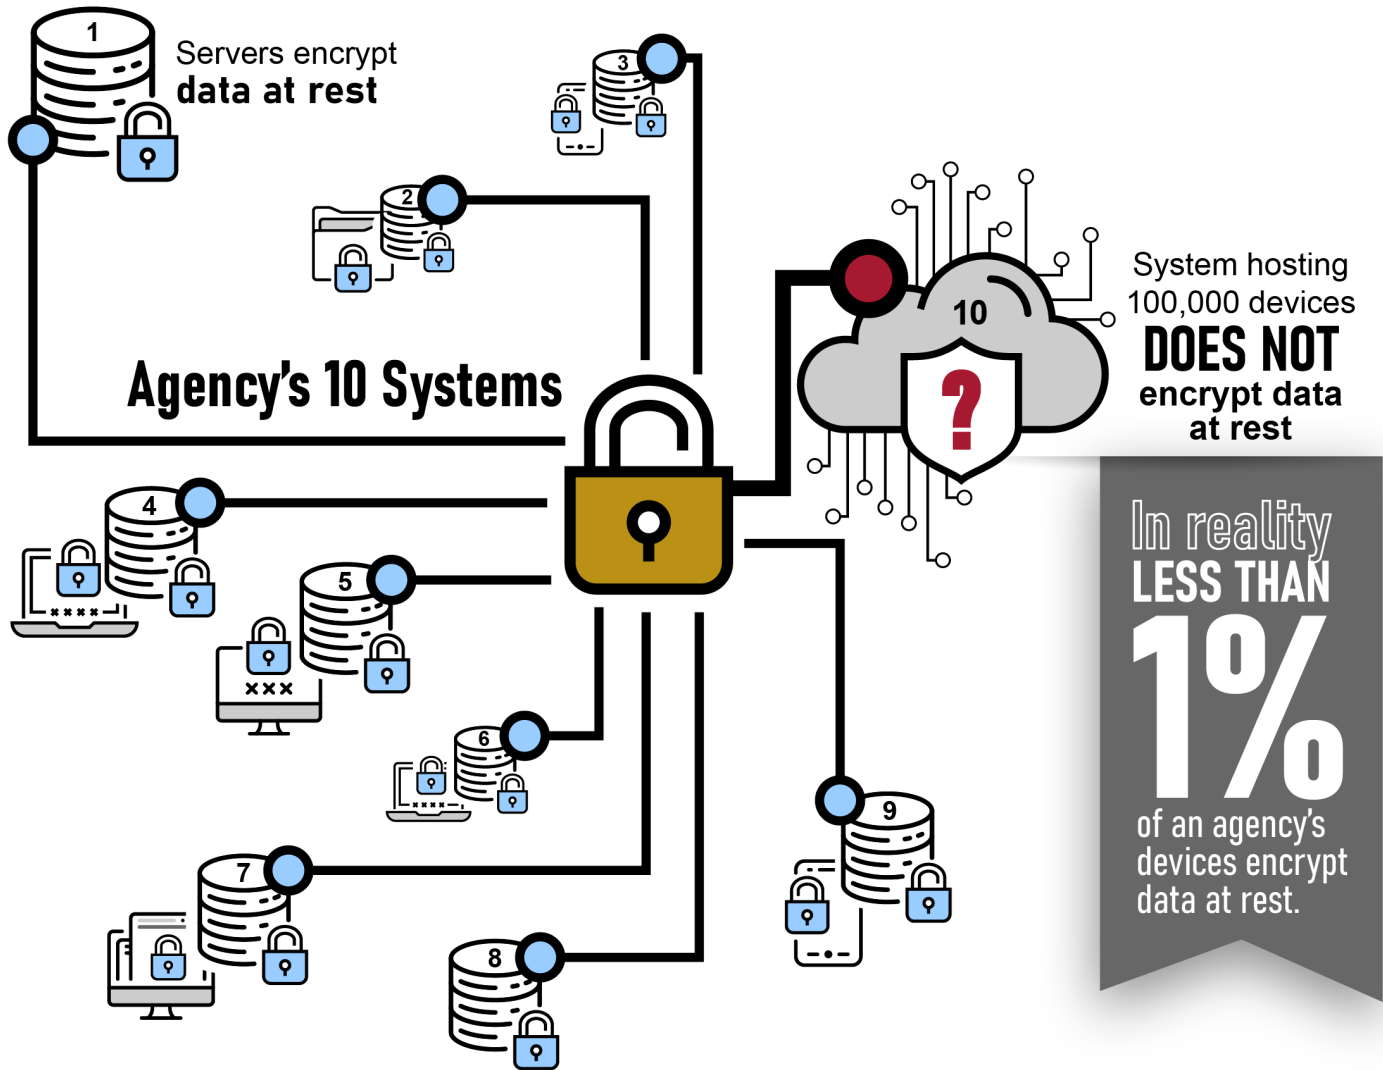 1
Servers encrypt
data at rest
3
2
10
System hosting
100,000 devices
DOES NOT
encrypt data
at rest
?
Agency's 10 Systems
4
××××
5
×××
6
××××
7
8
9
In reality
LESS THAN
1%
of an agency's
devices encrypt
data at rest.